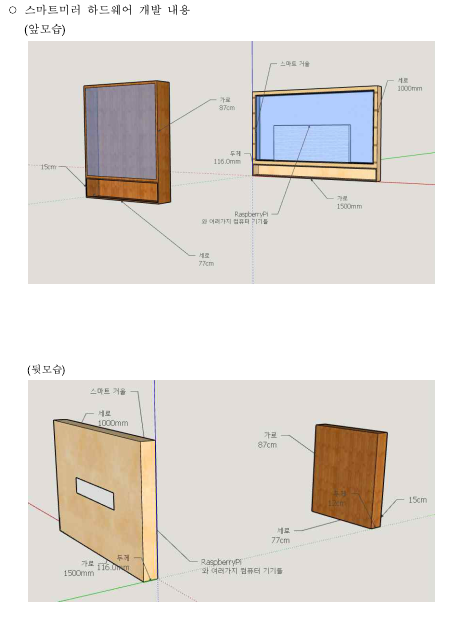 ○ 스마트미러 하드웨어 개발 내용
(앞모습)
스마트 거울
세로
1000mm
가로
87cm
두께
116.0mm
15cm
가로
1500mm
RaspberryPI
와 여러가지 컴퓨터 기기들
세로
77cm
(뒷모습)
스마트 거울
세로
1000mm
가로
87cm
두께
15cm
세로
77cm
두께
116.0mm
가로
1500mm
RaspberryPI
와 여러가지 컴퓨터 기기들